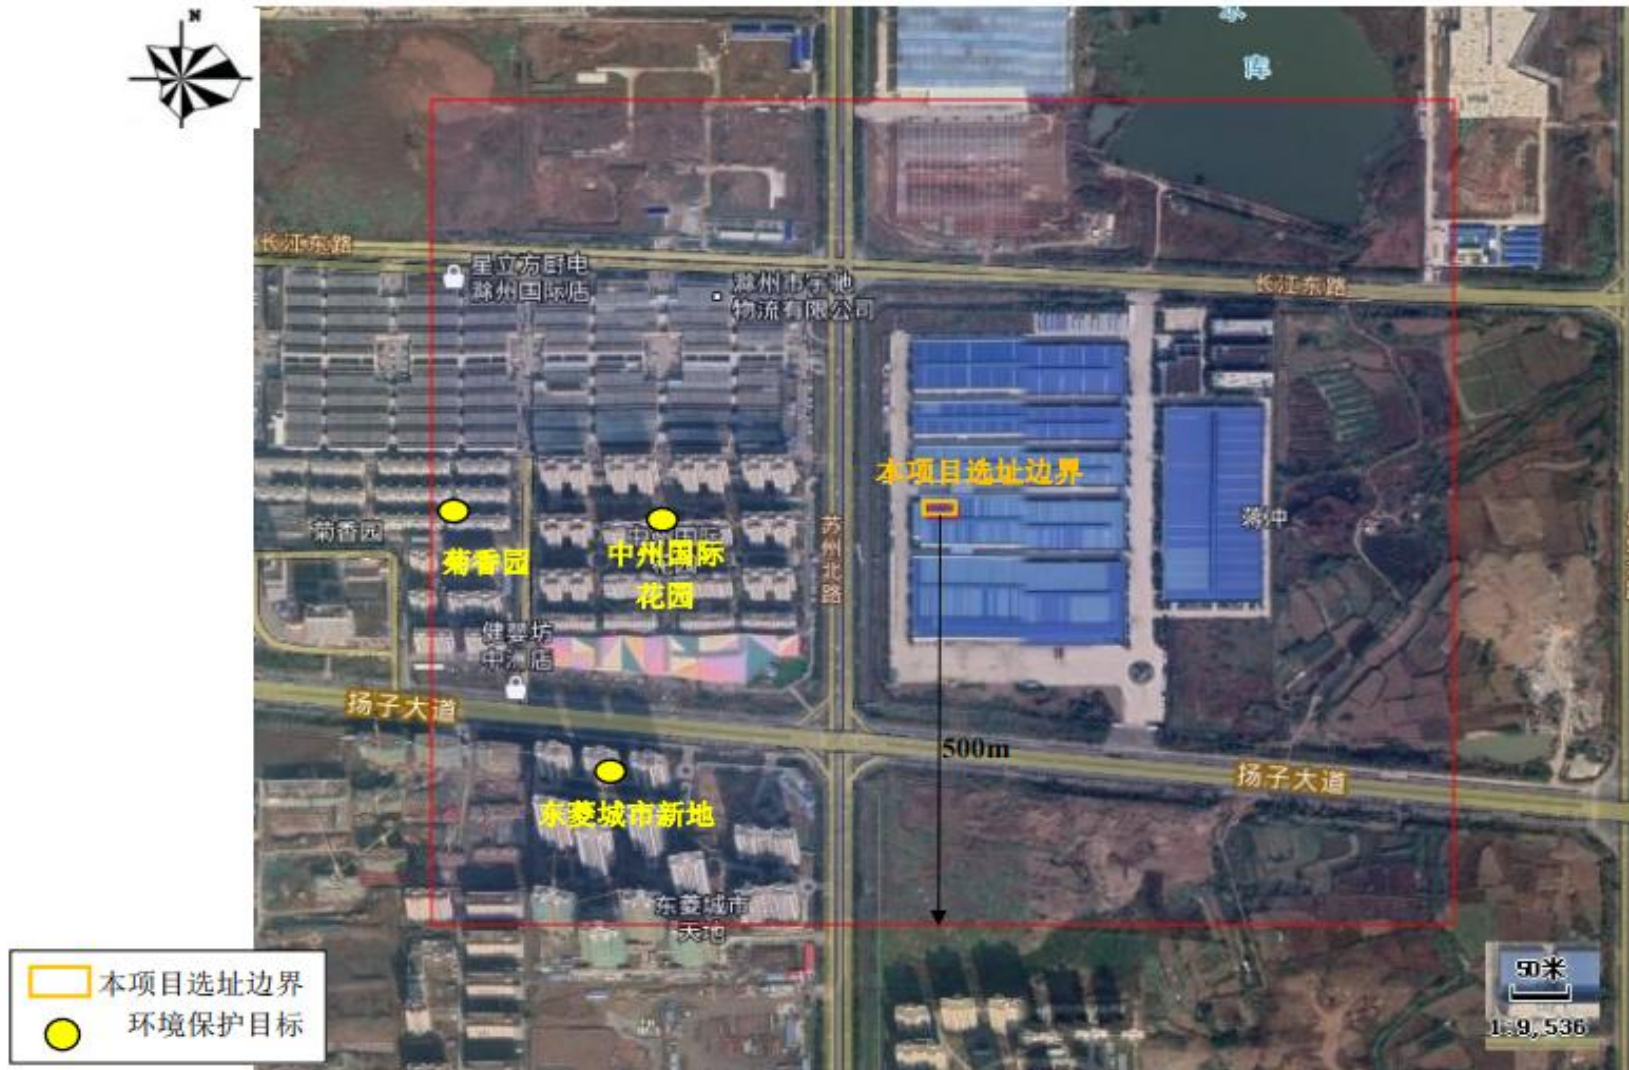 N
库
长江东路
星立方厨电
滁州国际店
滁州市宇驰
物流有限公司
长江东路
本项目选址边界
菊香园
菊香园
中州国际
花园
苏州北路
蒋冲
健婴坊
中洲店
扬子大道
500m
扬子大道
东菱城市新地
东菱城市
天地
本项目选址边界
环境保护目标
50米
1:9,536